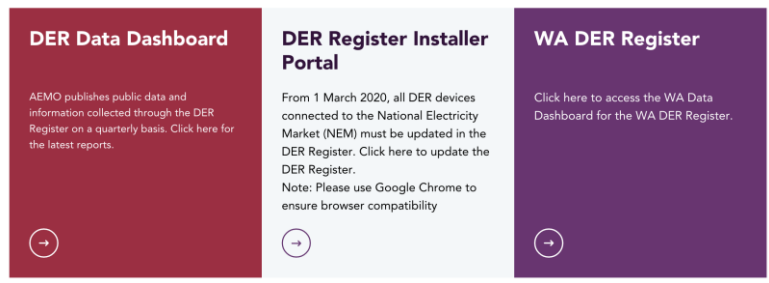 DER Data Dashboard
AEMO publishes public data and
information collected through the DER
Register on a quarterly basis. Click here for
the latest reports.
DER Register Installer
Portal
From 1 March 2020, all DER devices
connected to the National Electricity
Market (NEM) must be updated in the
DER Register. Click here to update the
DER Register.
Note: Please use Google Chrome to
ensure browser compatibility
WA DER Register
Click here to access the WA Data
Dashboard for the WA DER Register.